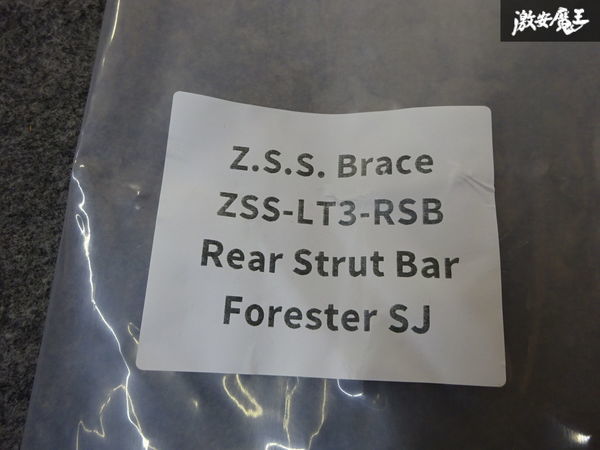 激安魔王
Z.S.S. Brace
ZSS-LT3-RSB
Rear Strut Bar
Forester SJ